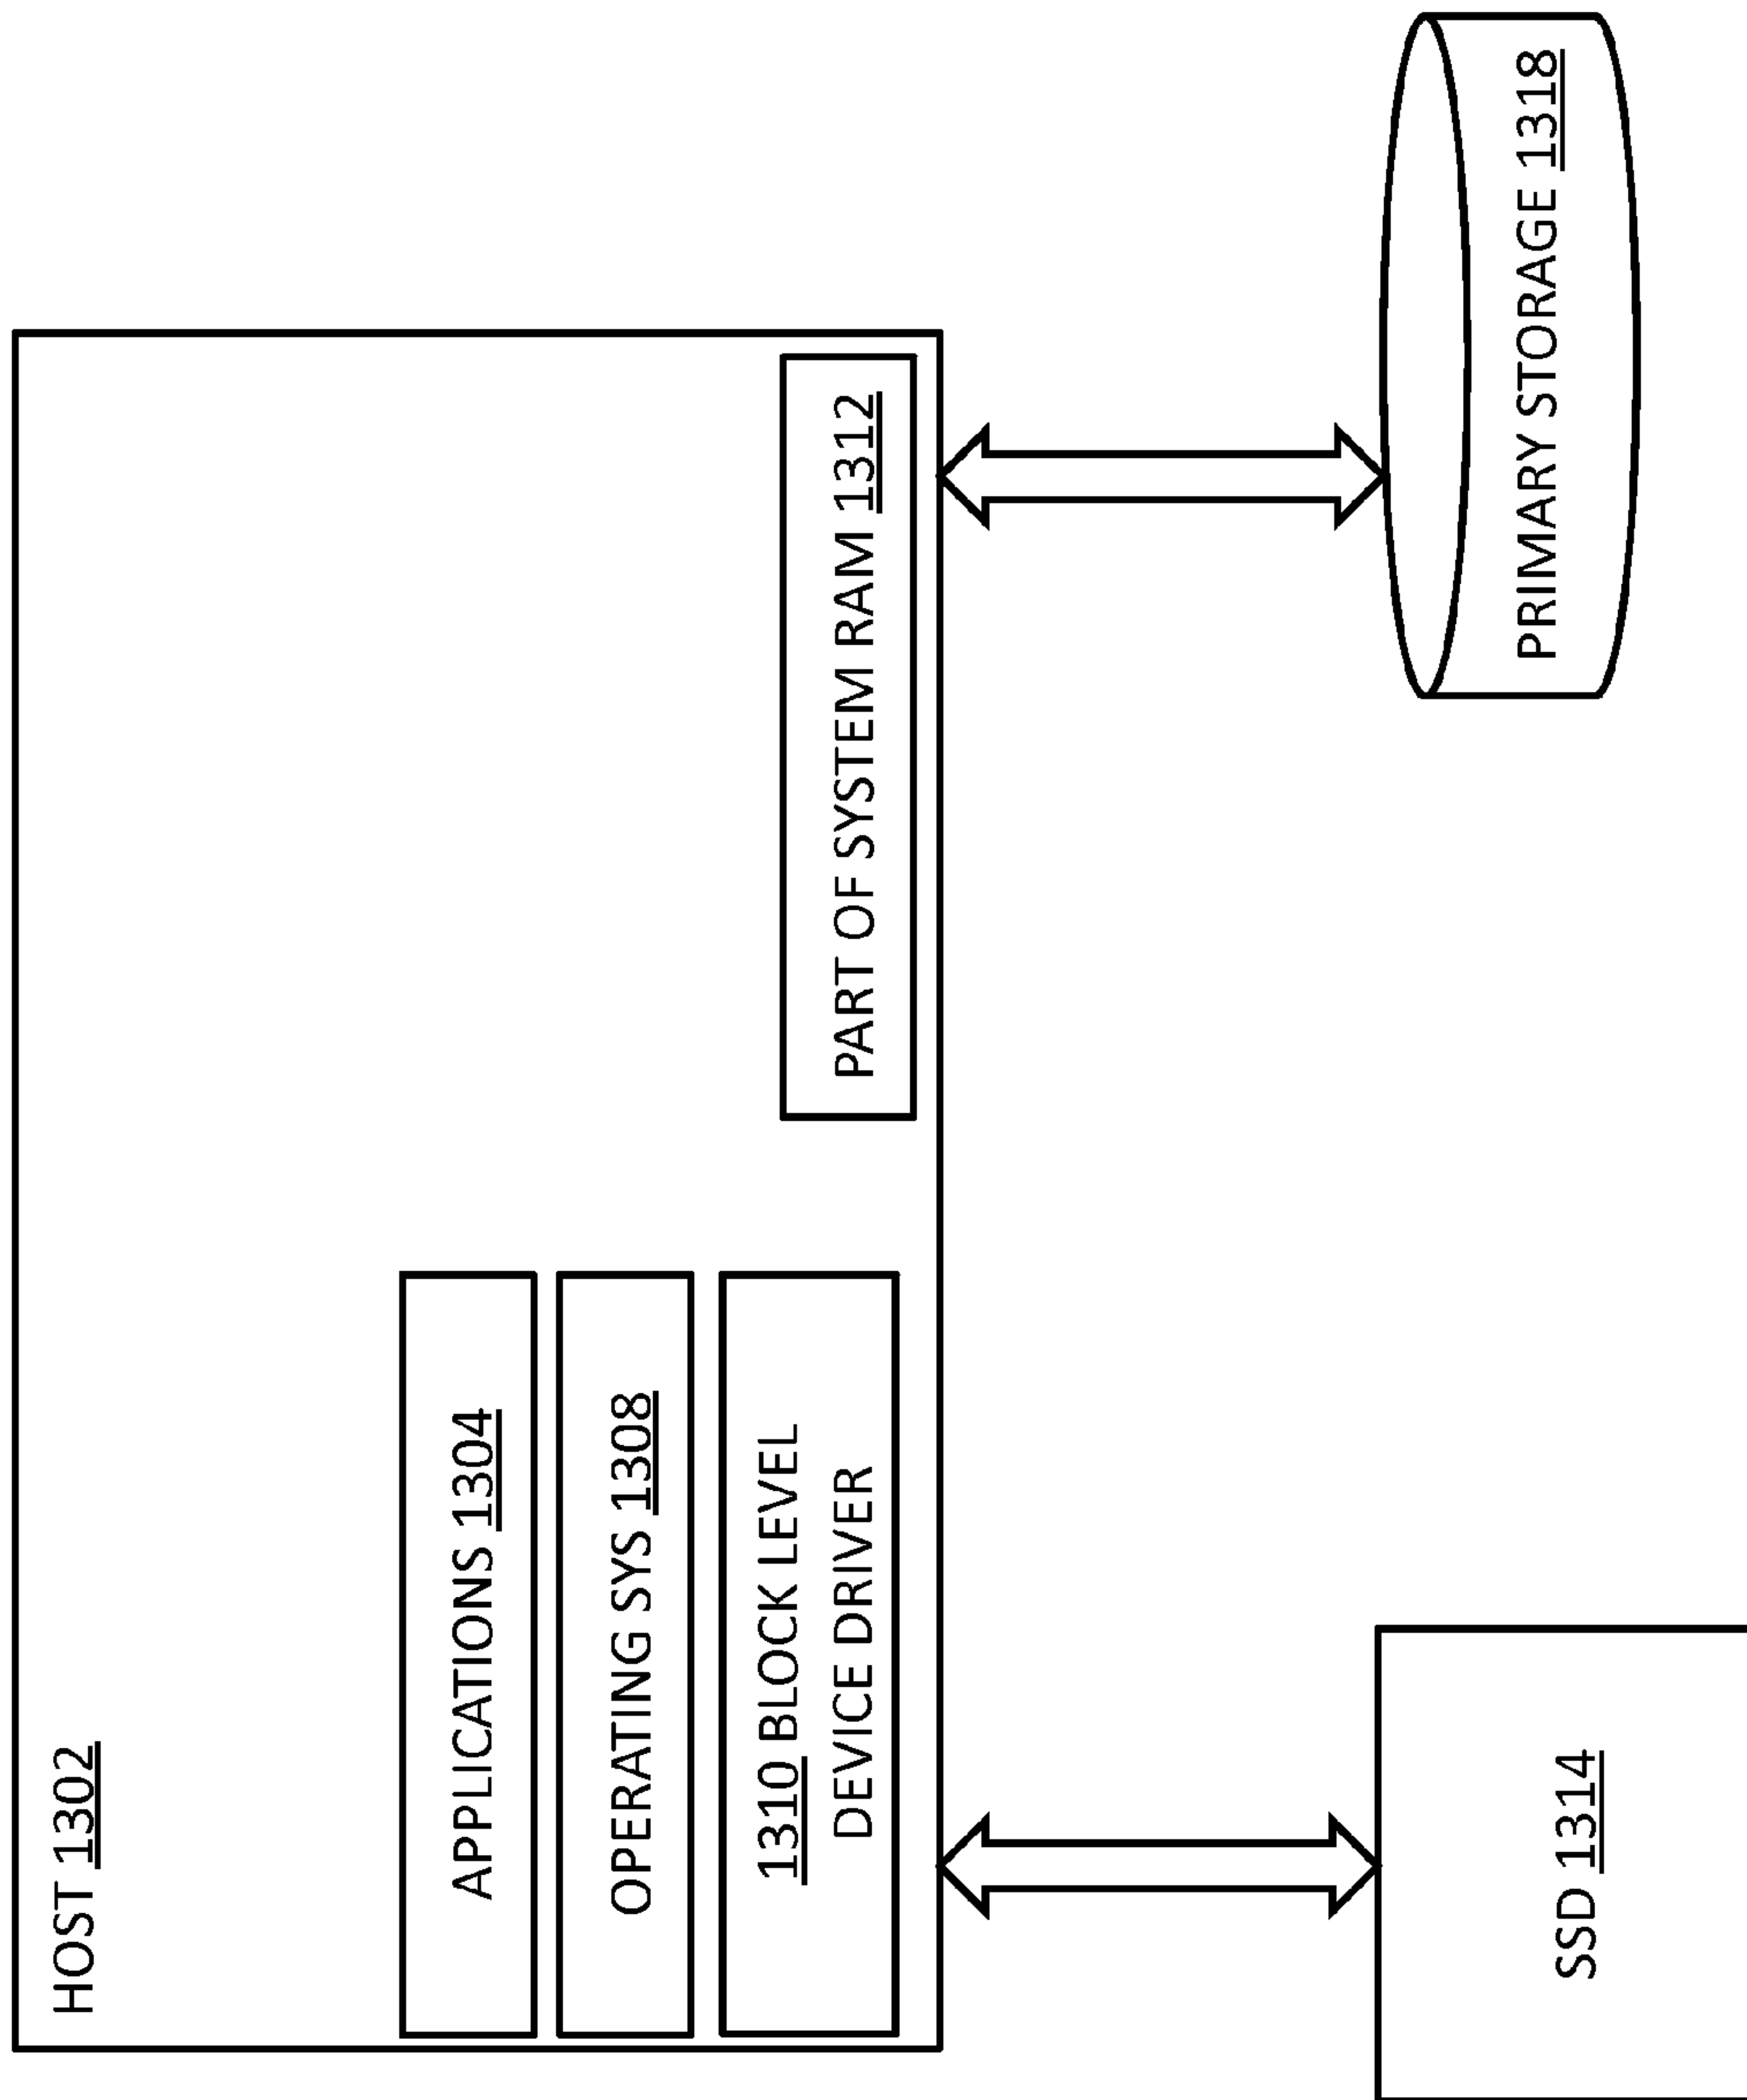 HOST 1302
APPLICATIONS 1304
OPERATING SYS 1308
1310 BLOCK LEVEL
DEVICE DRIVER
PART OF SYSTEM RAM 1312
SSD 1314
PRIMARY STORAGE 1318